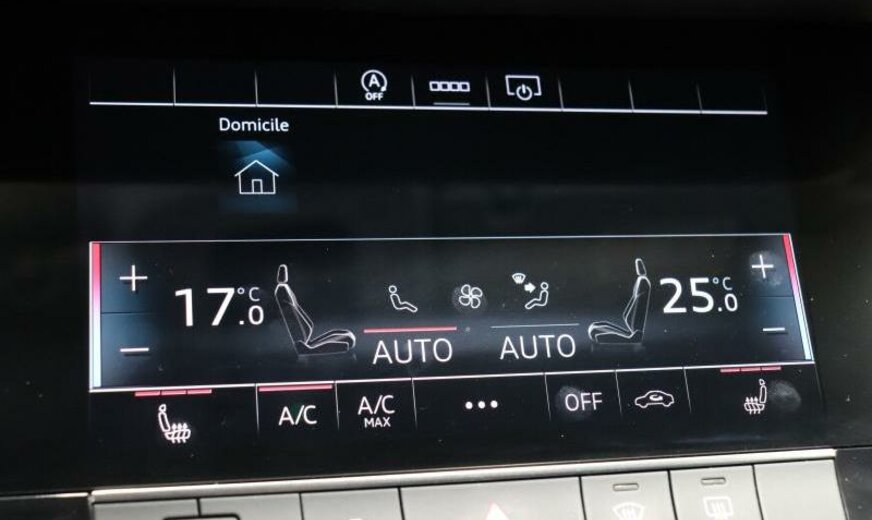 A
OFF
Domicile
17.0°C
25.0°C
AUTO
AUTO
A/C
A/C
MAX
OFF